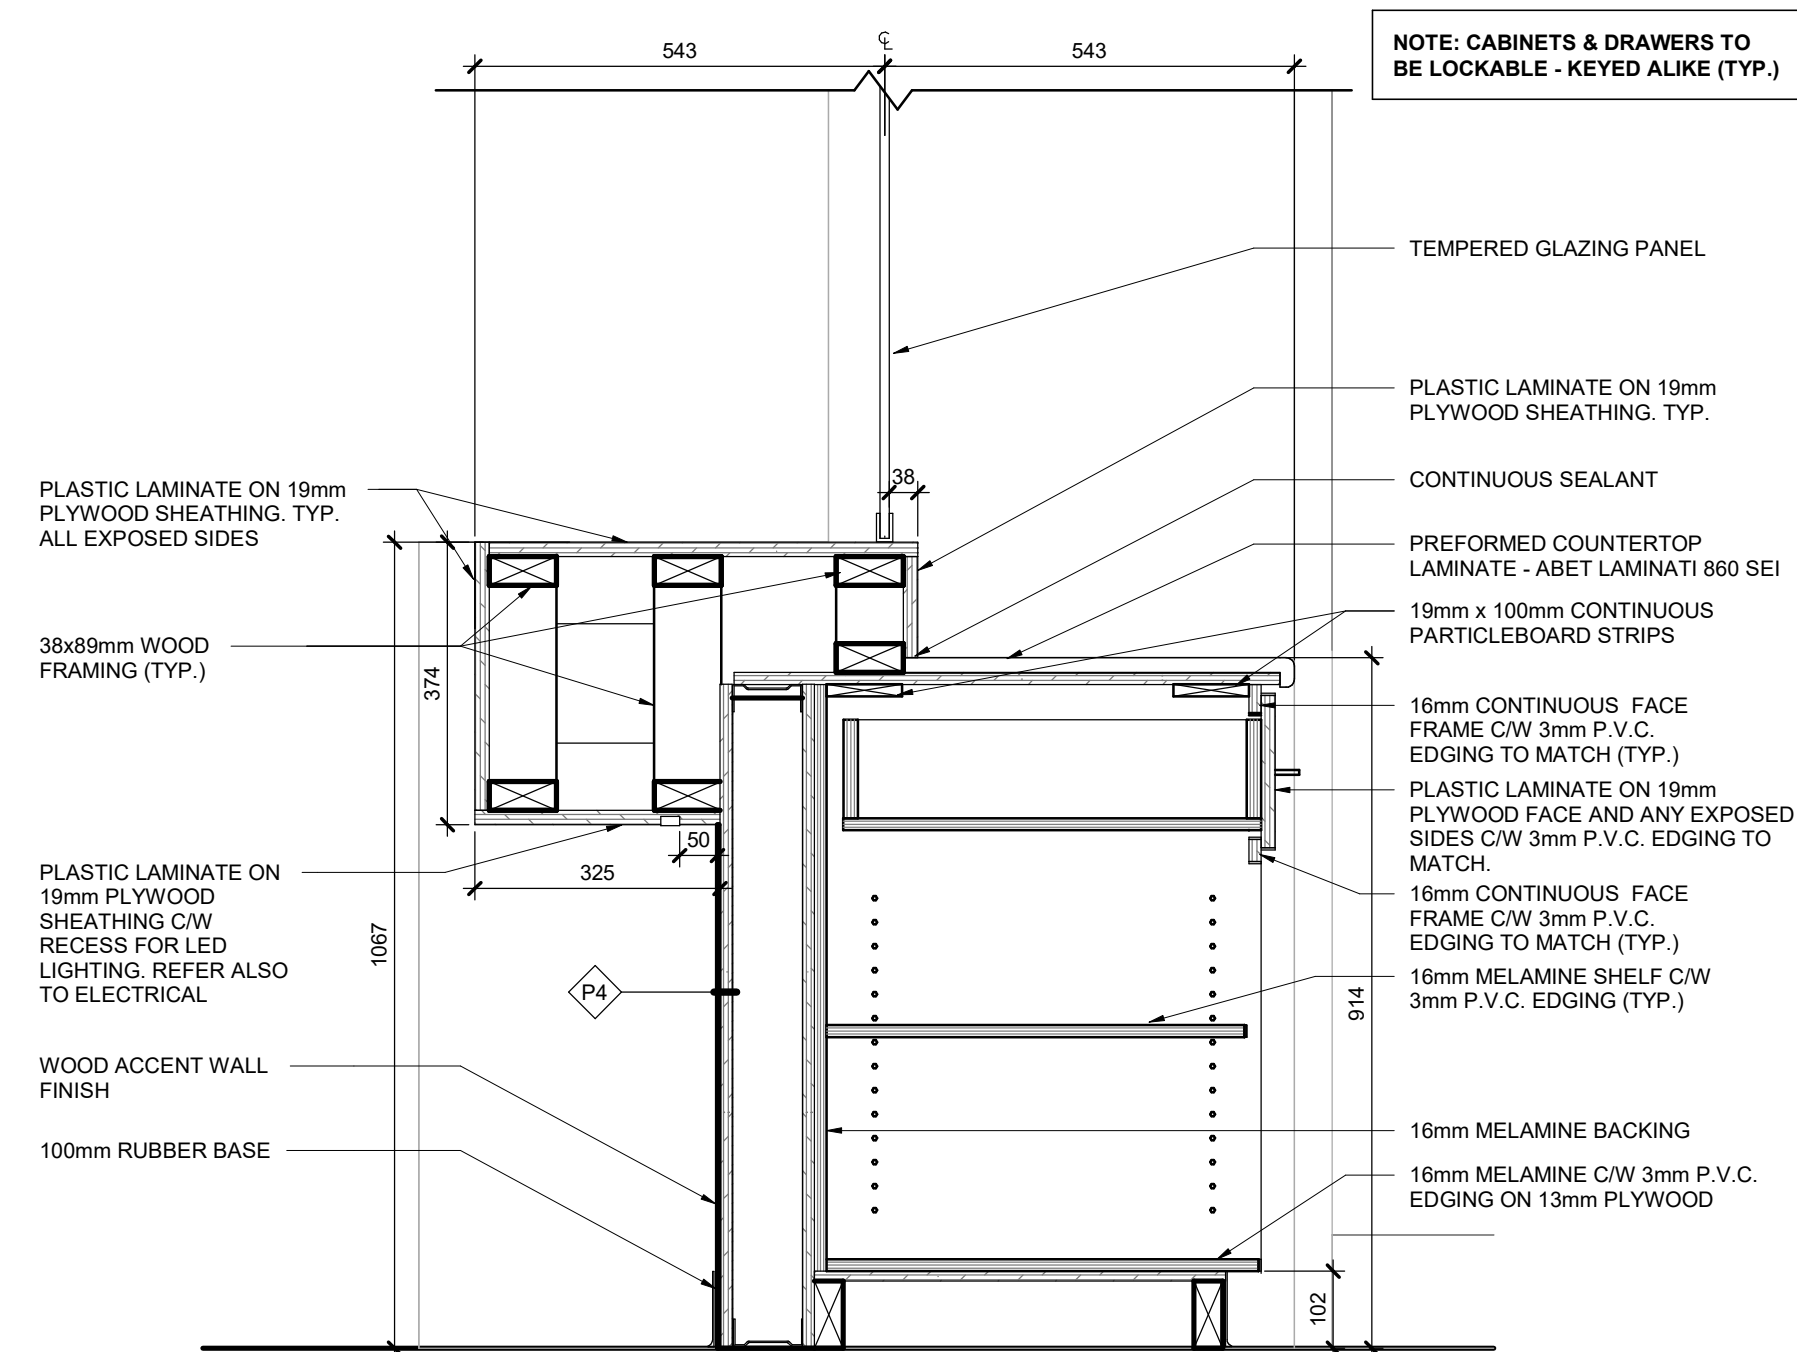 543
℄
543
NOTE: CABINETS & DRAWERS TO
BE LOCKABLE - KEYED ALIKE (TYP.)
TEMPERED GLAZING PANEL
PLASTIC LAMINATE ON 19mm
PLYWOOD SHEATHING. TYP.
38
CONTINUOUS SEALANT
PREFORMED COUNTERTOP
LAMINATE - ABET LAMINATI 860 SEI
19mm x 100mm CONTINUOUS
PARTICLEBOARD STRIPS
16mm CONTINUOUS FACE
FRAME C/W 3mm P.V.C.
EDGING TO MATCH (TYP.)
PLASTIC LAMINATE ON 19mm
PLYWOOD FACE AND ANY EXPOSED
SIDES C/W 3mm P.V.C. EDGING TO
MATCH.
16mm CONTINUOUS FACE
FRAME C/W 3mm P.V.C.
EDGING TO MATCH (TYP.)
16mm MELAMINE SHELF C/W
3mm P.V.C. EDGING (TYP.)
914
16mm MELAMINE BACKING
16mm MELAMINE C/W 3mm P.V.C.
EDGING ON 13mm PLYWOOD
102
PLASTIC LAMINATE ON 19mm
PLYWOOD SHEATHING. TYP.
ALL EXPOSED SIDES
38x89mm WOOD
FRAMING (TYP.)
374
50
325
PLASTIC LAMINATE ON
19mm PLYWOOD
SHEATHING C/W
RECESS FOR LED
LIGHTING. REFER ALSO
TO ELECTRICAL
1067
P4
WOOD ACCENT WALL
FINISH
100mm RUBBER BASE